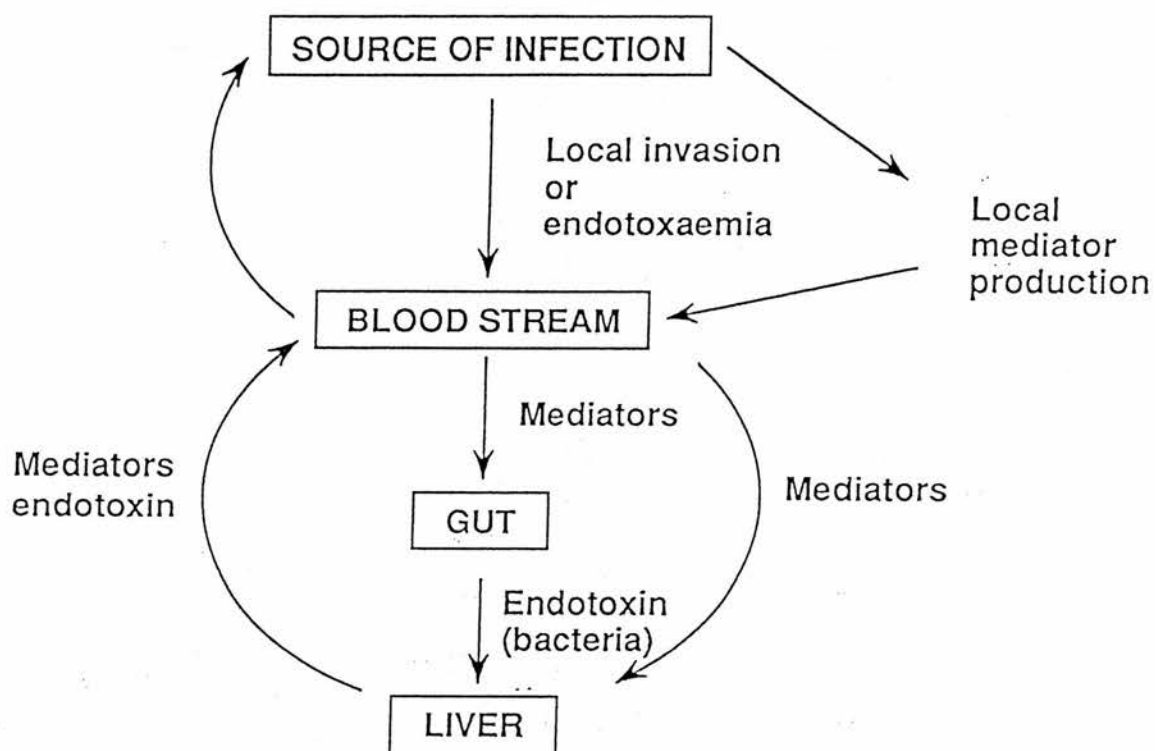 SOURCE OF INFECTION
Local invasion
or
endotoxaemia
Local
mediator
production
BLOOD STREAM
Mediators
Mediators
endotoxin
Mediators
GUT
Endotoxin
(bacteria)
LIVER